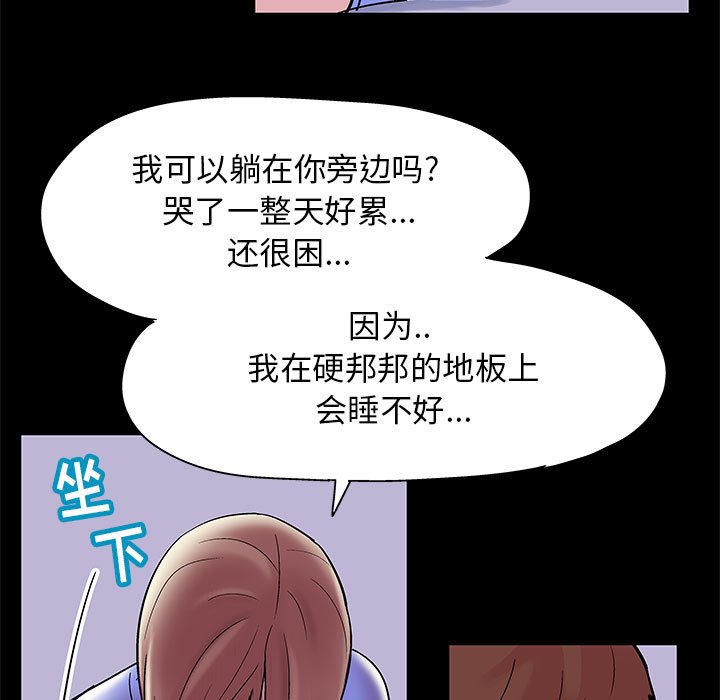 我可以躺在你旁边吗?
哭了一整天好累...
还很困...
因为..
我在硬邦邦的地板上
会睡不好...
坐下